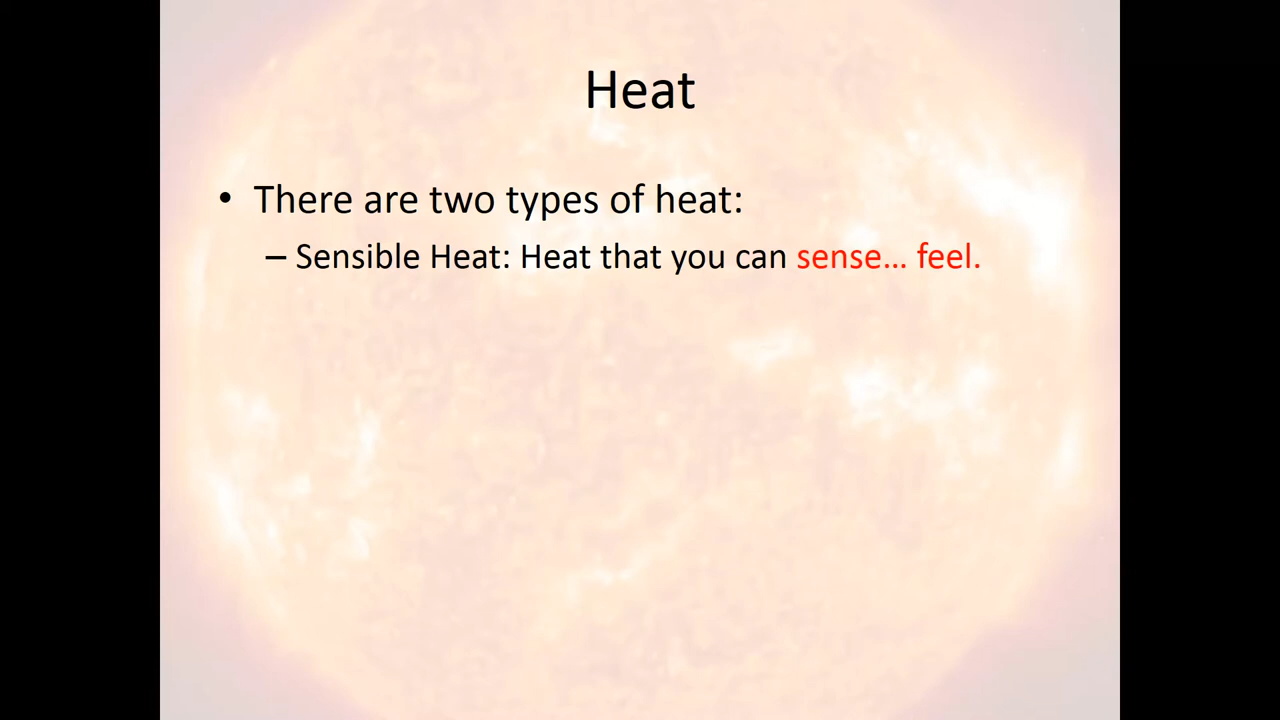 Heat
• There are two types of heat:
– Sensible Heat: Heat that you can sense... feel.